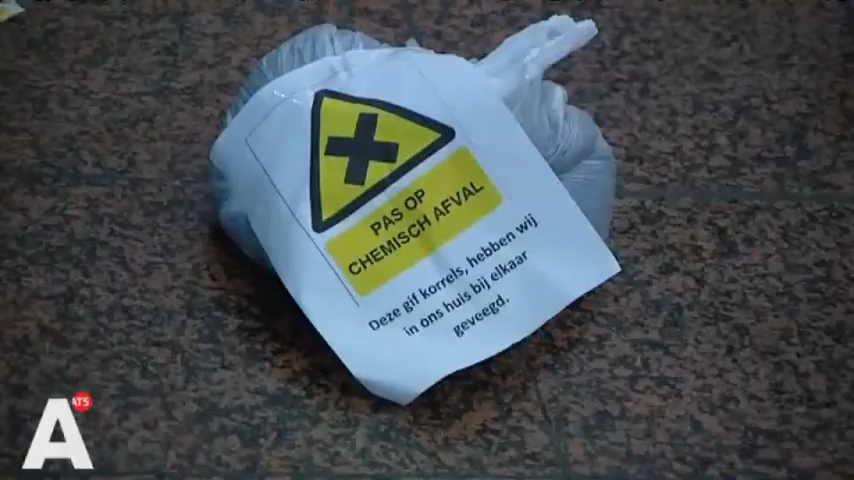 PAS OP
CHEMISCH AFVAL
Deze gif korrels, hebben wij
in ons huis bij elkaar
geveegd.
A
AT5